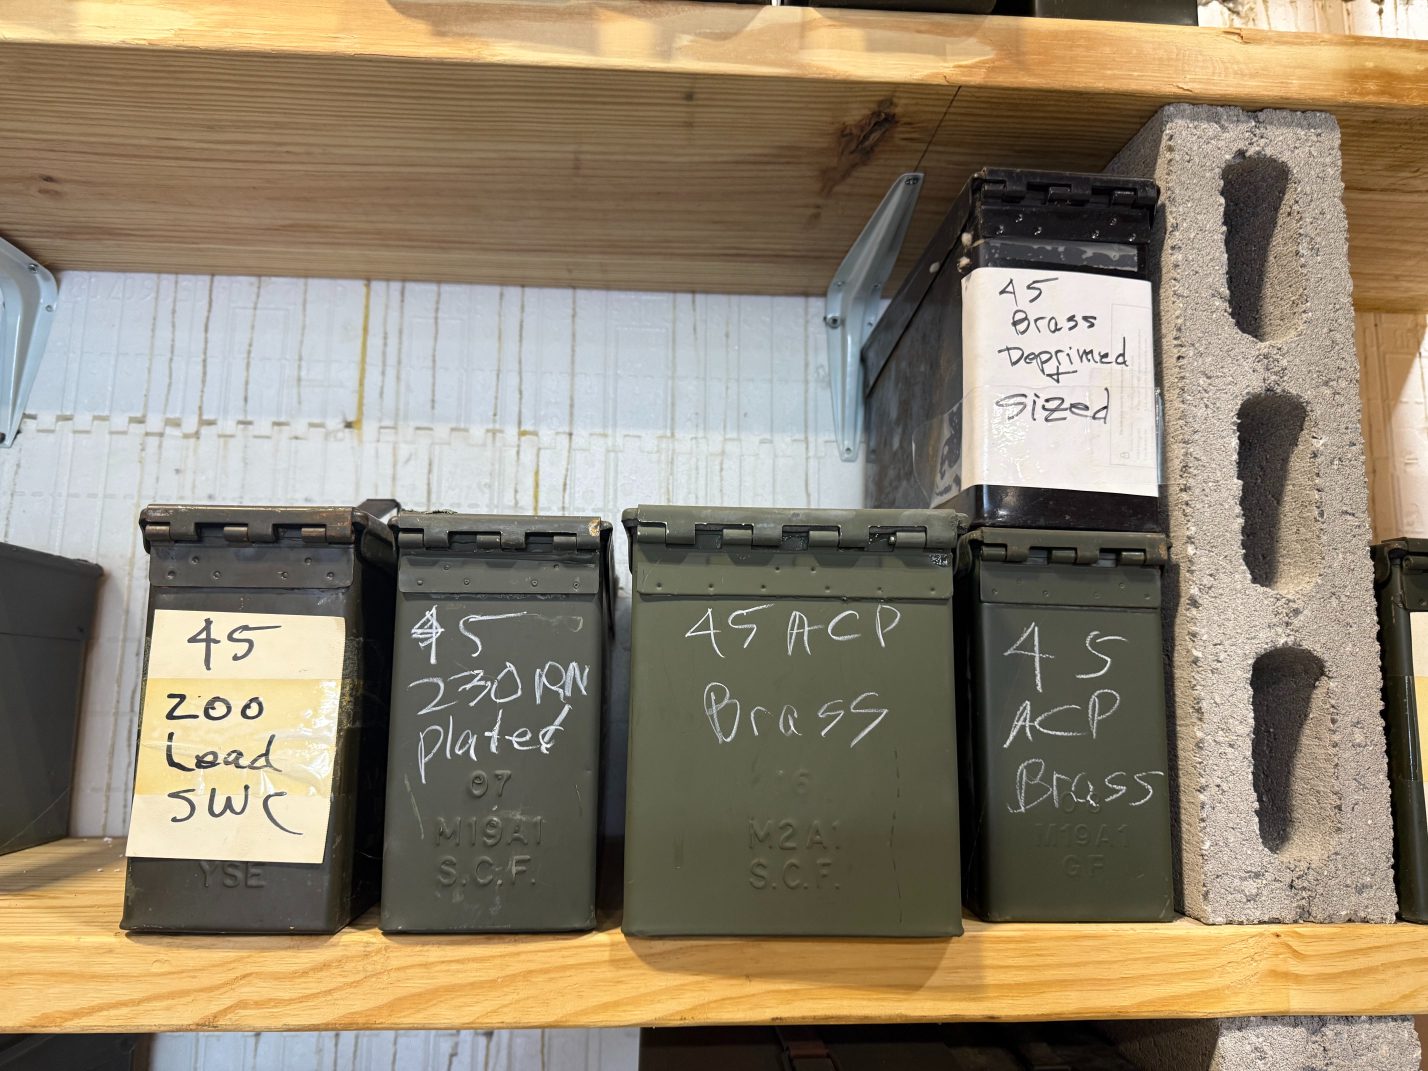 45
Brass
Deprimed
+
Sized
45
200
Lead
SWC
YSE
45
230 RN
plated
07
M19A1
S.C.F.
45 ACP
Brass
M2A1
S.C.F.
45
ACP
Brass
M19A1
GF